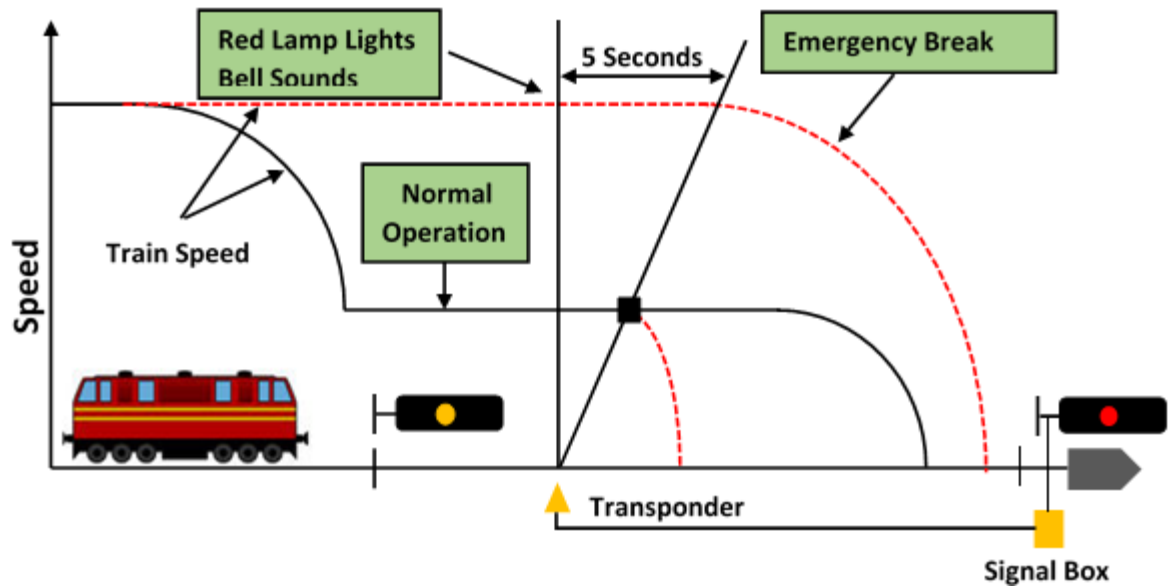 Red Lamp Lights
Bell Sounds
5 Seconds
Emergency Break
Normal
Operation
Train Speed
Speed
Transponder
Signal Box